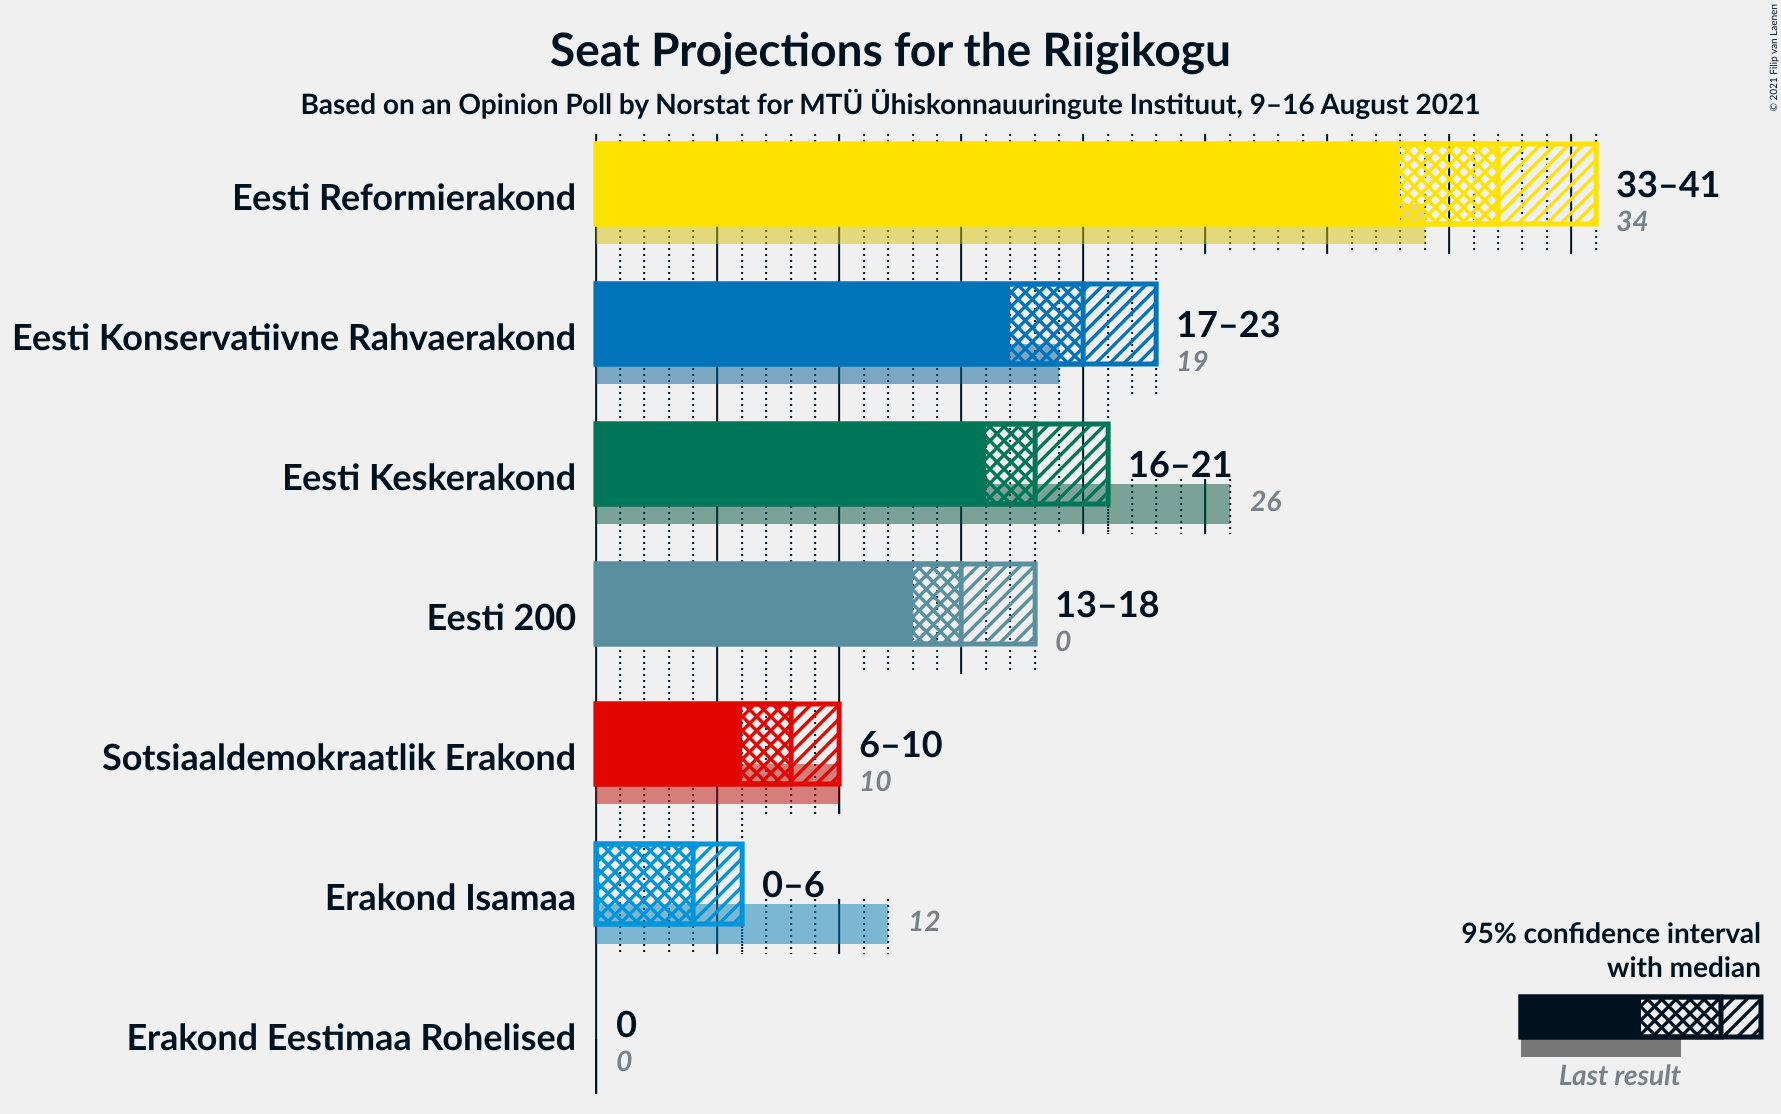 Seat Projections for the Riigikogu
Based on an Opinion Poll by Norstat for MTÜ Ühiskonnauuringute Instituut, 9–16 August 2021
© 2021 Filip van Laenen
Eesti Reformierakond
33–41
34
Eesti Konservatiivne Rahvaerakond
17–23
19
Eesti Keskerakond
16–21
26
Eesti 200
13–18
0
Sotsiaaldemokraatlik Erakond
6–10
10
Erakond Isamaa
0–6
12
Erakond Eestimaa Rohelised
0
0
95% confidence interval
with median
Last result